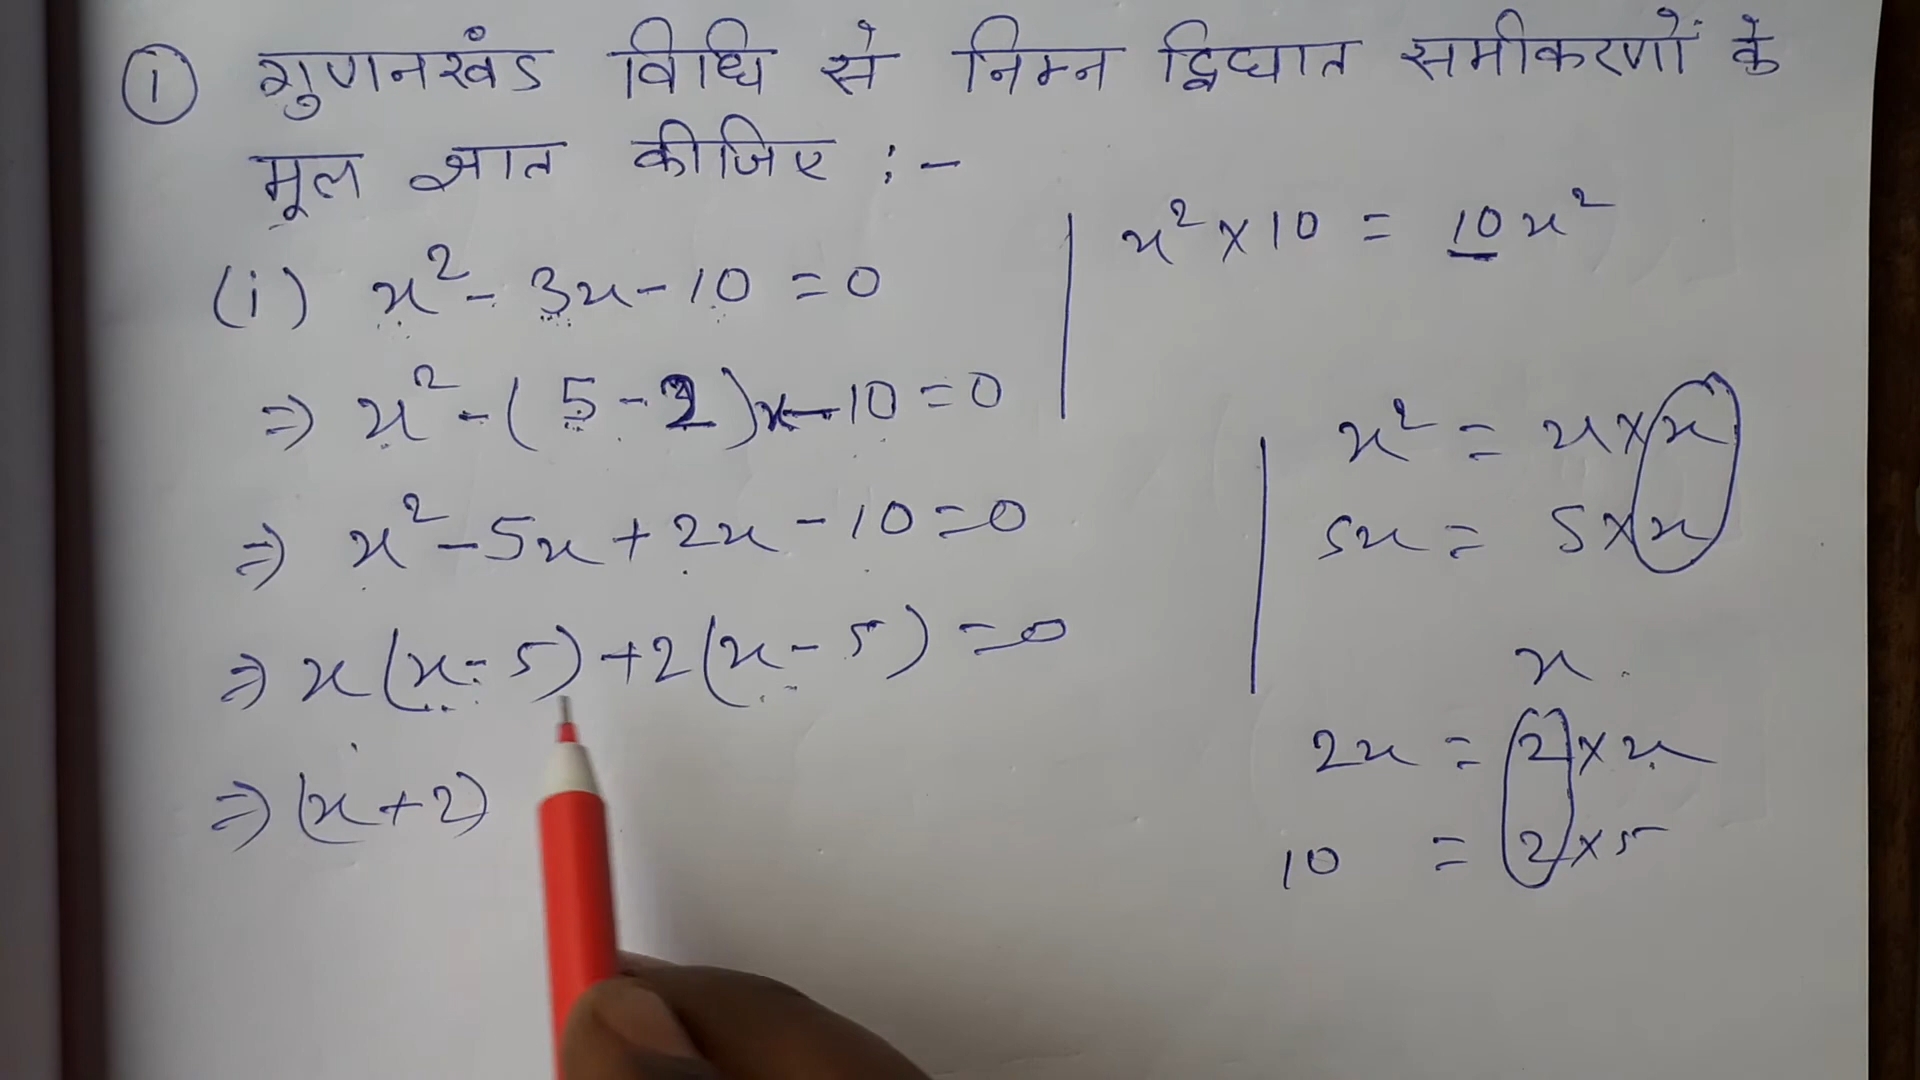 ① गुणनखंड विधि से निम्न द्विघात समीकरणों के
मूल ज्ञात कीजिए :-
(i) x² - 3x - 10 = 0
⇒ x² - (5 - 2)x - 10 = 0
⇒ x² - 5x + 2x - 10 = 0
⇒ x(x - 5) + 2(x - 5) = 0
⇒ (x + 2)
x² × 10 = 10x²
x² = x × x
5x = 5 × x
x
2x = 2 × x
10 = 2 × 5